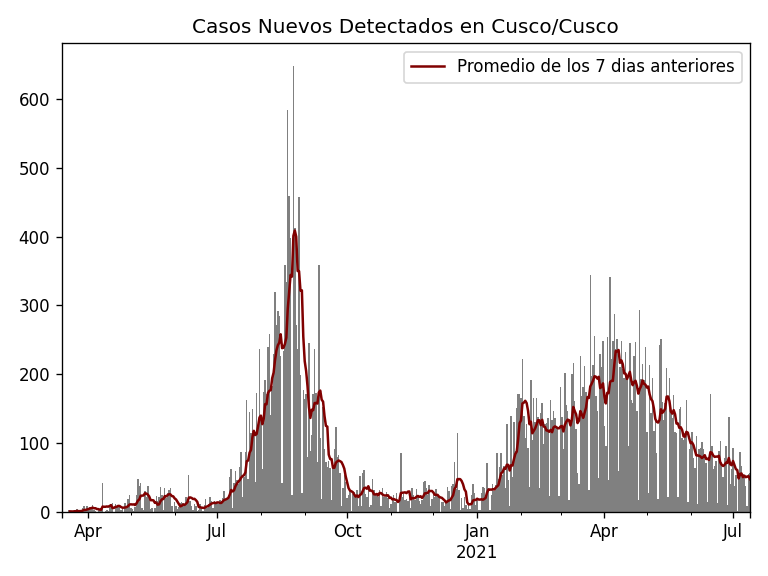 Casos Nuevos Detectados en Cusco/Cusco
Promedio de los 7 dias anteriores
600
500
400
300
200
100
0
Apr Jul Oct Jan Apr Jul
2021